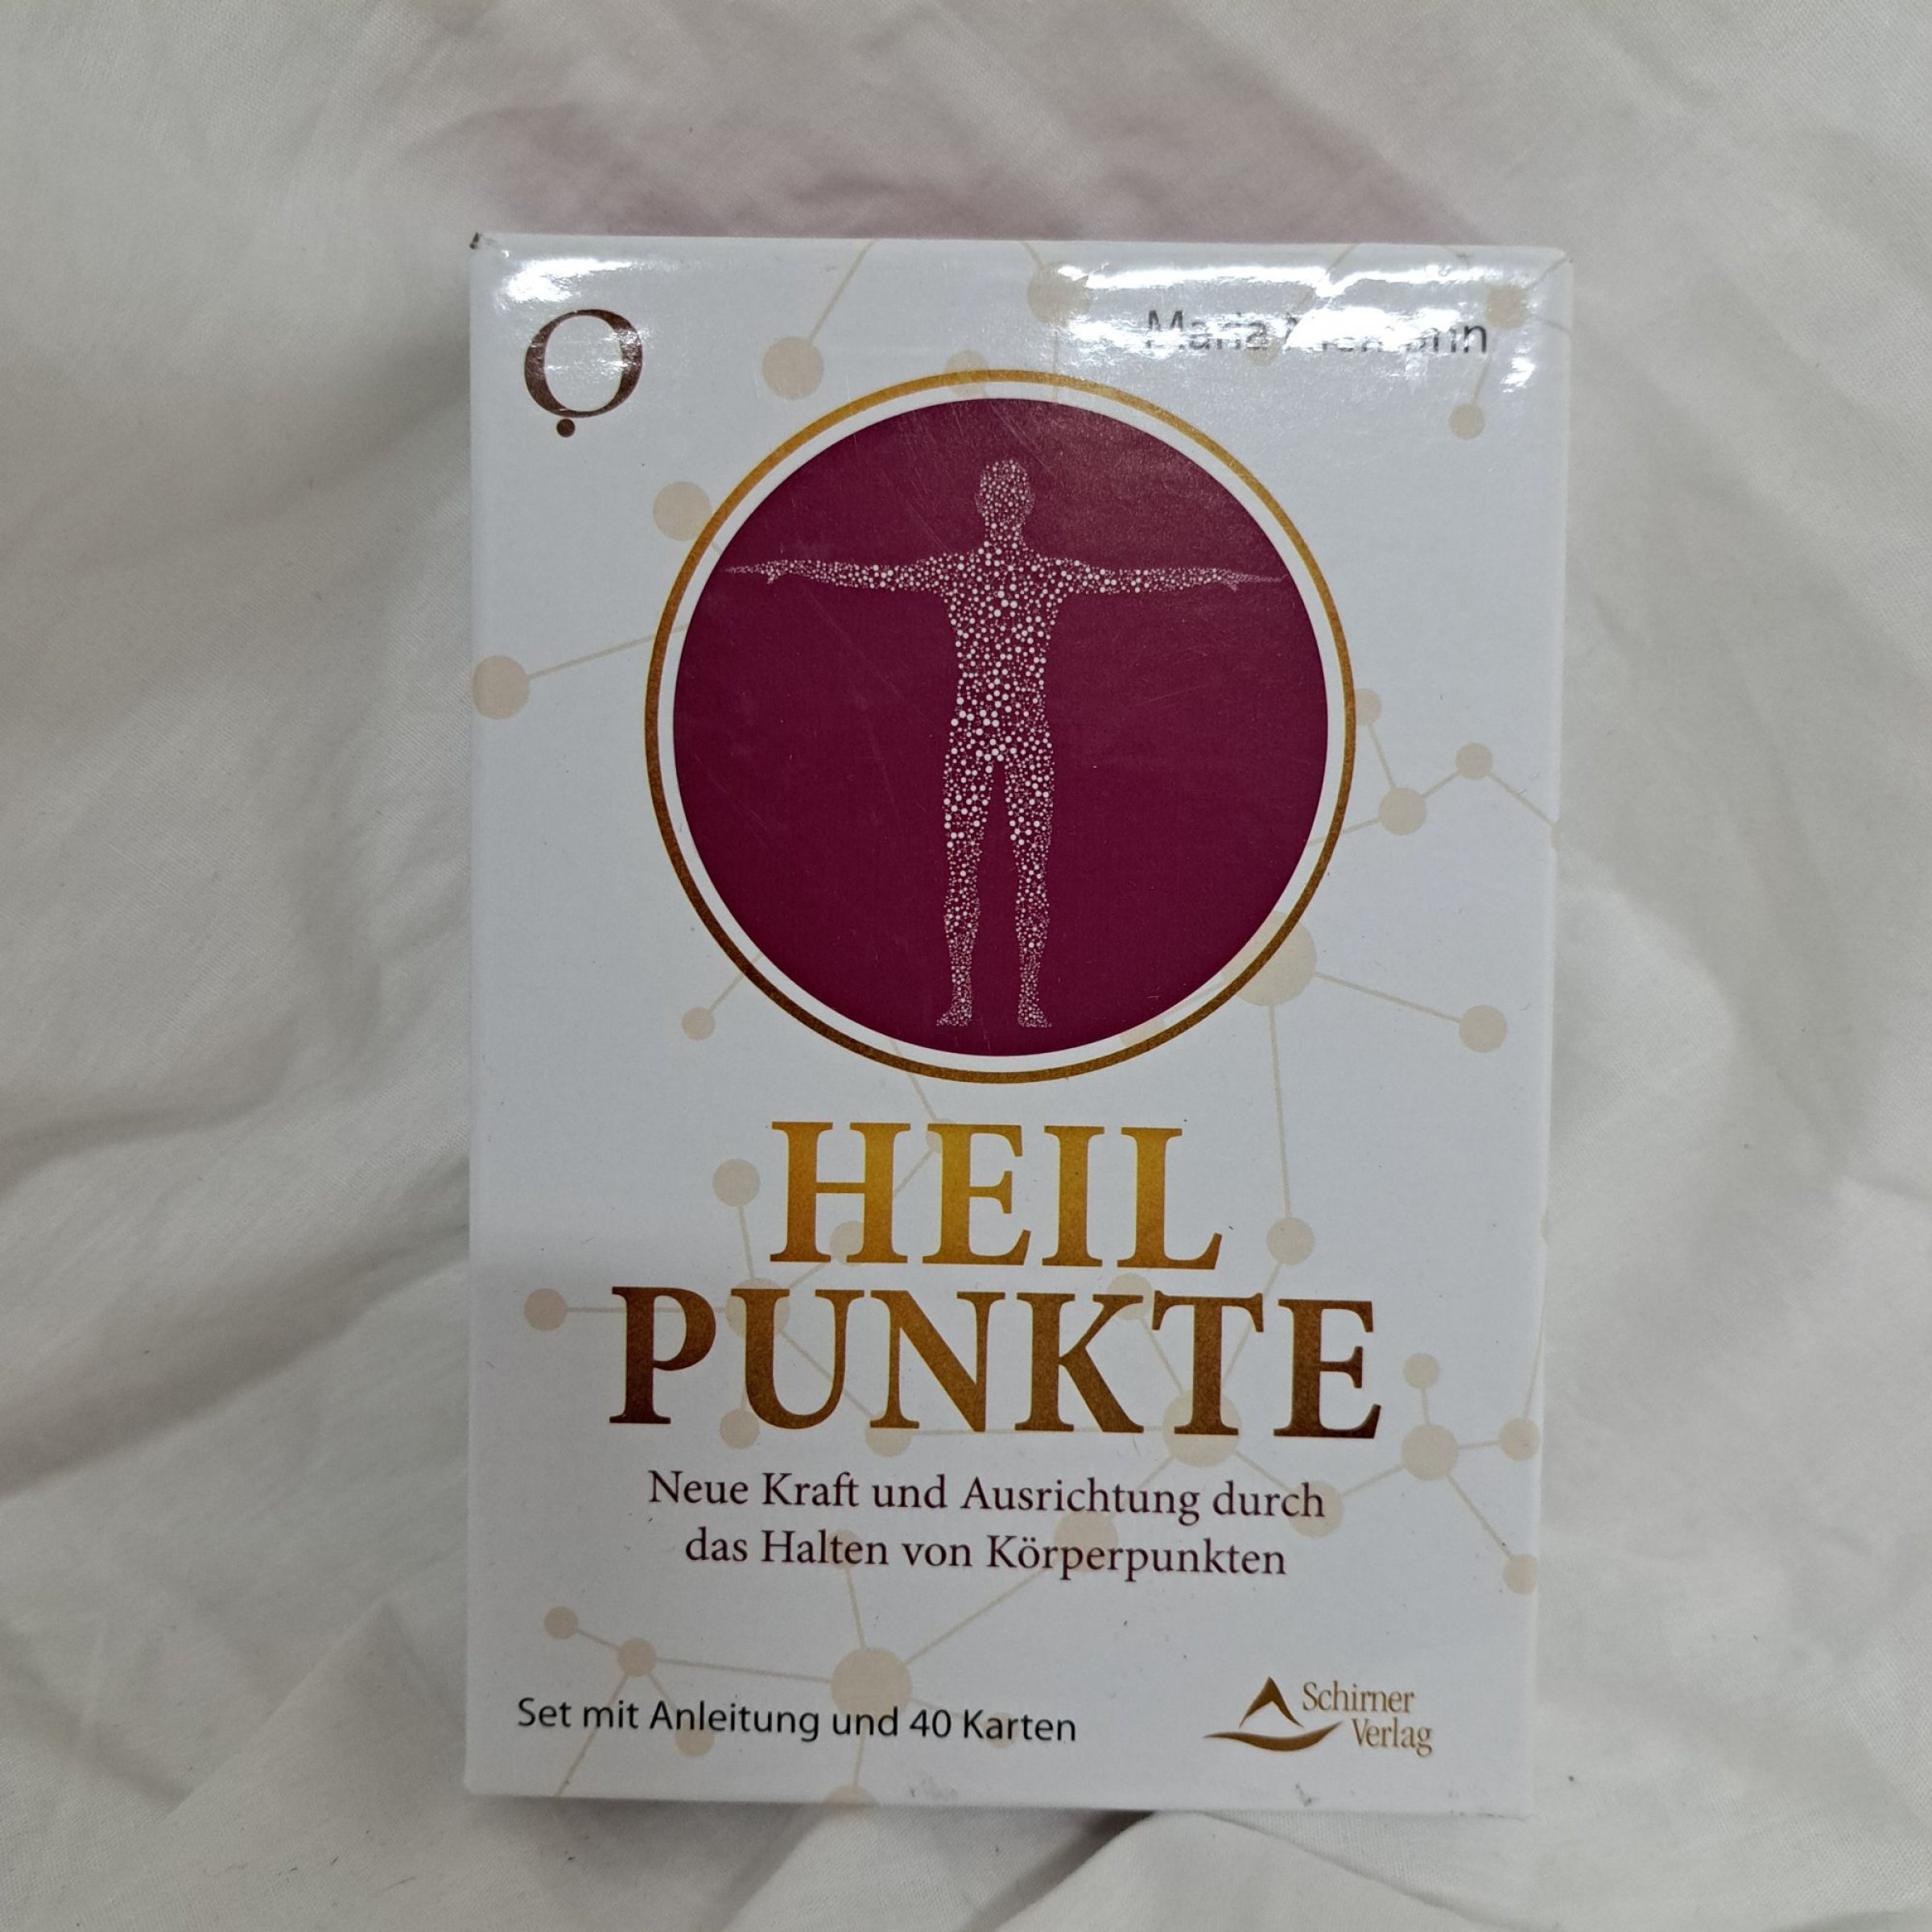 Maria
HEIL
PUNKTE
Neue Kraft und Ausrichtung durch
das Halten von Körperpunkten
Set mit Anleitung und 40 Karten
Schirner
Verlag